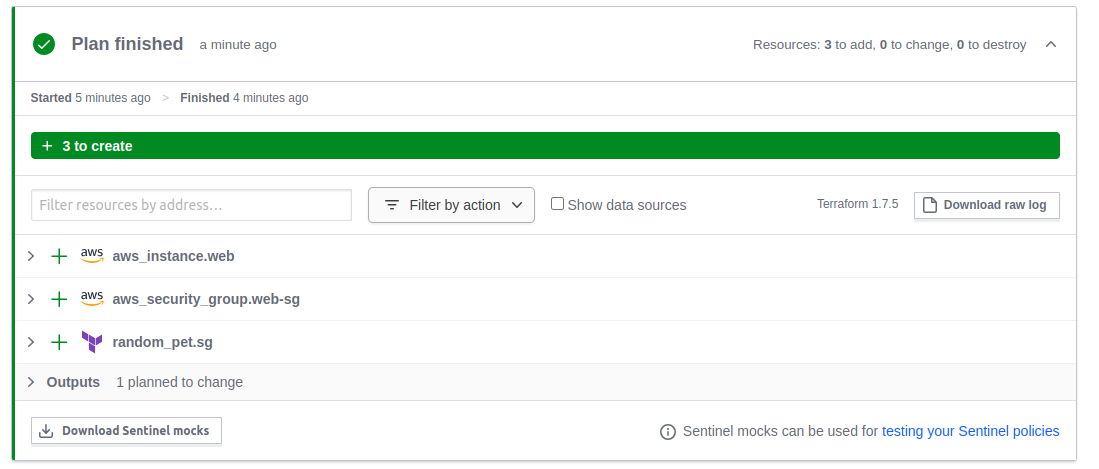 Plan finished a minute ago Resources: 3 to add, 0 to change, 0 to destroy
Started 5 minutes ago > Finished 4 minutes ago
+ 3 to create
Filter resources by address… Filter by action Show data sources Terraform 1.7.5 Download raw log
aws aws_instance.web
aws aws_security_group.web-sg
random_pet.sg
Outputs 1 planned to change
Download Sentinel mocks Sentinel mocks can be used for testing your Sentinel policies